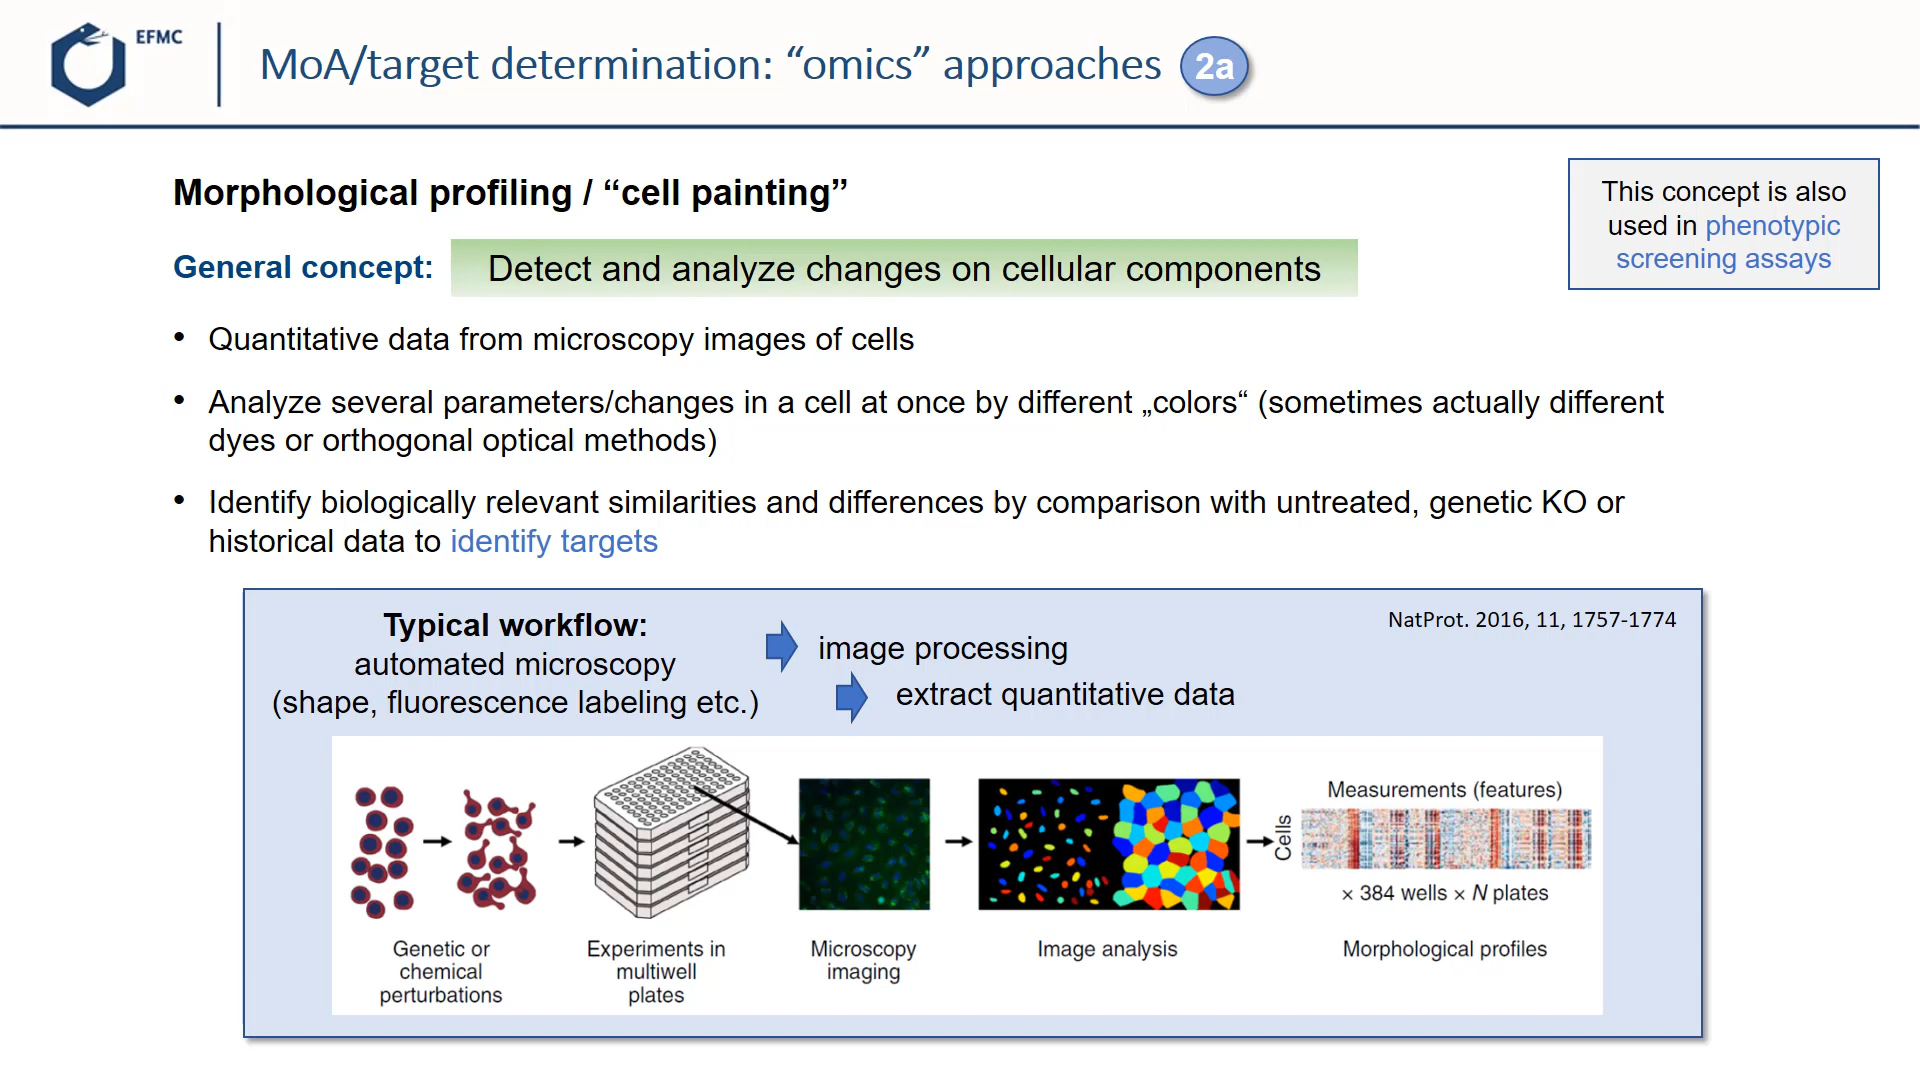 EFMC
MoA/target determination: “omics” approaches
2a
Morphological profiling / “cell painting”
This concept is also
used in phenotypic
screening assays
General concept:
Detect and analyze changes on cellular components
• Quantitative data from microscopy images of cells
• Analyze several parameters/changes in a cell at once by different „colors“ (sometimes actually different
dyes or orthogonal optical methods)
• Identify biologically relevant similarities and differences by comparison with untreated, genetic KO or
historical data to identify targets
Typical workflow:
automated microscopy
(shape, fluorescence labeling etc.)
image processing
extract quantitative data
NatProt. 2016, 11, 1757-1774
Measurements (features)
Cells
× 384 wells × N plates
Genetic or
chemical
perturbations
Experiments in
multiwell
plates
Microscopy
imaging
Image analysis
Morphological profiles